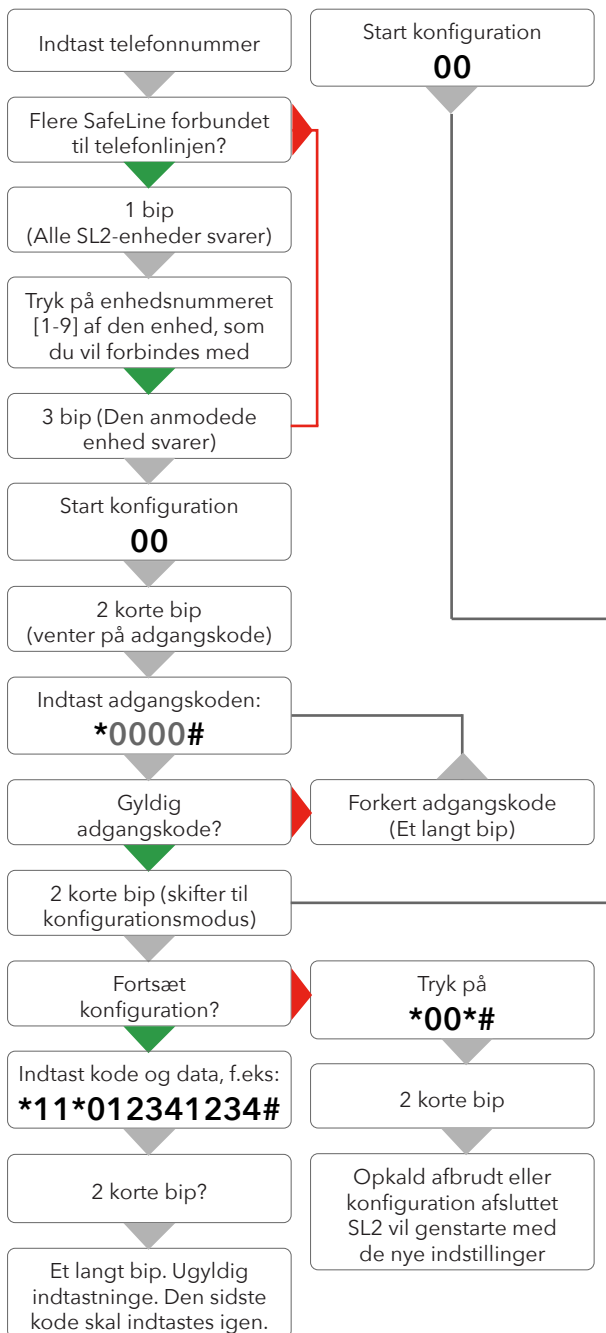 Indtast telefonnummer
Flere SafeLine forbundet
til telefonlinjen?
1 bip
(Alle SL2-enheder svarer)
Tryk på enhedsnummeret
[1-9] af den enhed, som
du vil forbindes med
3 bip (Den anmodede
enhed svarer)
Start konfiguration
00
2 korte bip
(venter på adgangskode)
Indtast adgangskoden:
*0000#
Gyldig
adgangskode?
2 korte bip (skifter til
konfigurationsmodus)
Fortsæt
konfiguration?
Indtast kode og data, f.eks:
*11*012341234#
2 korte bip?
Et langt bip. Ugyldig
indtastninge. Den sidste
kode skal indtastes igen.
Start konfiguration
00
Forkert adgangskode
(Et langt bip)
Tryk på
*00*#
2 korte bip
Opkald afbrudt eller
konfiguration afsluttet
SL2 vil genstarte med
de nye indstillinger